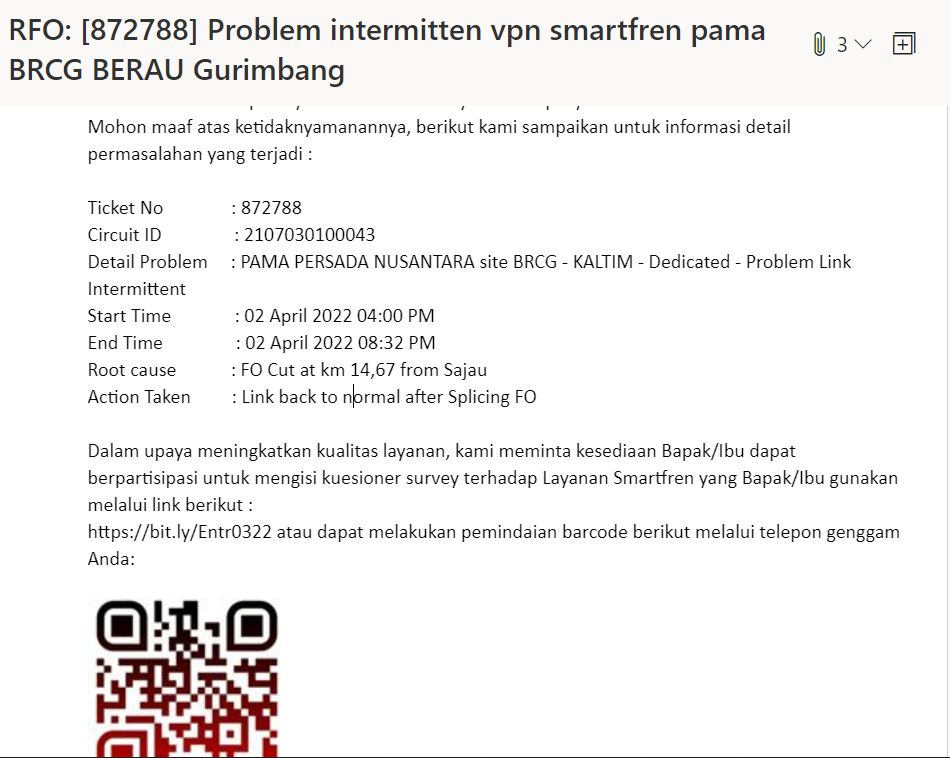 RFO: [872788] Problem intermitten vpn smartfren pama
BRCG BERAU Gurimbang
3
Mohon maaf atas ketidaknyamanannya, berikut kami sampaikan untuk informasi detail
permasalahan yang terjadi :
Ticket No : 872788
Circuit ID : 2107030100043
Detail Problem : PAMA PERSADA NUSANTARA site BRCG - KALTIM - Dedicated - Problem Link
Intermittent
Start Time : 02 April 2022 04:00 PM
End Time : 02 April 2022 08:32 PM
Root cause : FO Cut at km 14,67 from Sajau
Action Taken : Link back to normal after Splicing FO
Dalam upaya meningkatkan kualitas layanan, kami meminta kesediaan Bapak/Ibu dapat
berpartisipasi untuk mengisi kuesioner survey terhadap Layanan Smartfren yang Bapak/Ibu gunakan
melalui link berikut :
https://bit.ly/Entr0322 atau dapat melakukan pemindaian barcode berikut melalui telepon genggam
Anda: